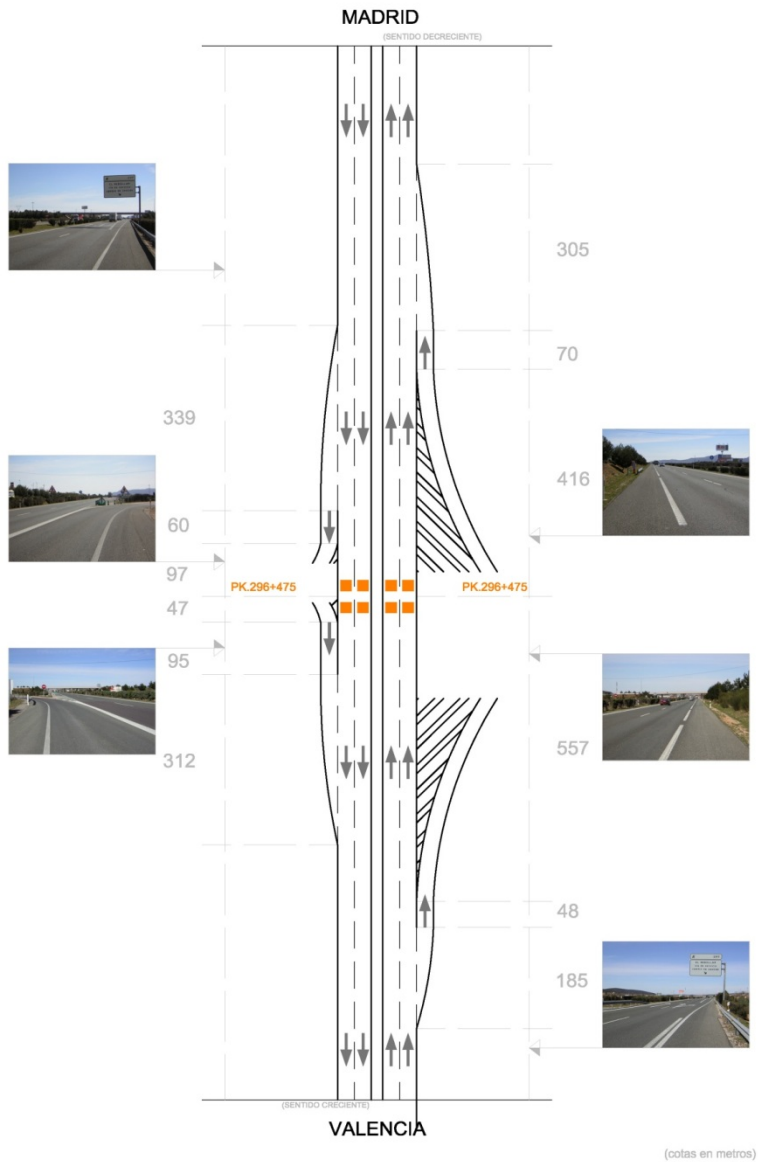 MADRID
(SENTIDO DECRECIENTE)
305
70
339
416
60
97
PK.296+475
PK.296+475
47
95
312
557
48
185
(SENTIDO CRECIENTE)
VALENCIA
(cotas en metros)